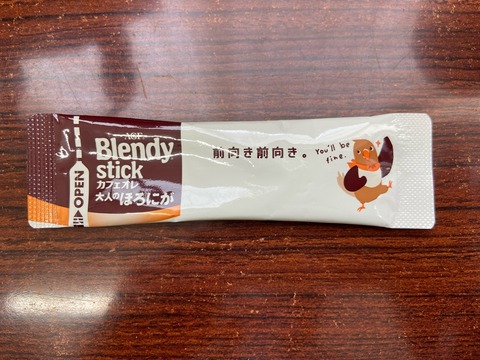 AGF
Blendy
stick
カフェオレ
大人のほろにが
OPEN
前向き前向き。
You'll be
fine.